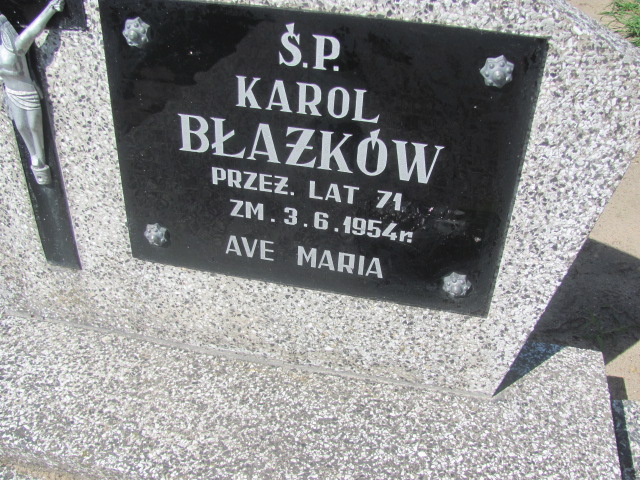 Ś.P.
KAROL
BŁAŻKÓW
PRZEŻ. LAT 71
ZM. 3.6.1954r.
AVE MARIA